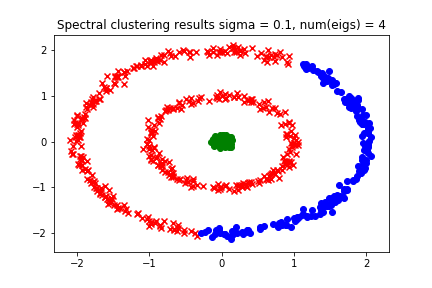 Spectral clustering results sigma = 0.1, num(eigs) = 4
2
1
0
−1
−2
−2 −1 0 1 2